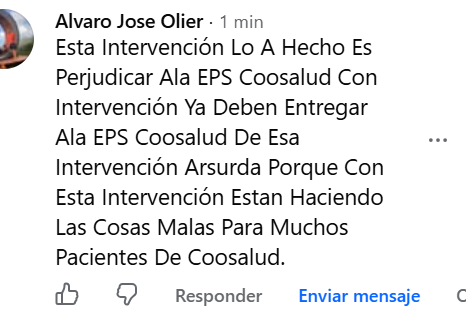 Alvaro Jose Olier · 1 min
Esta Intervención Lo A Hecho Es
Perjudicar Ala EPS Coosalud Con
Intervención Ya Deben Entregar
Ala EPS Coosalud De Esa
Intervención Arsurda Porque Con
Esta Intervención Estan Haciendo
Las Cosas Malas Para Muchos
Pacientes De Coosalud.
Responder Enviar mensaje